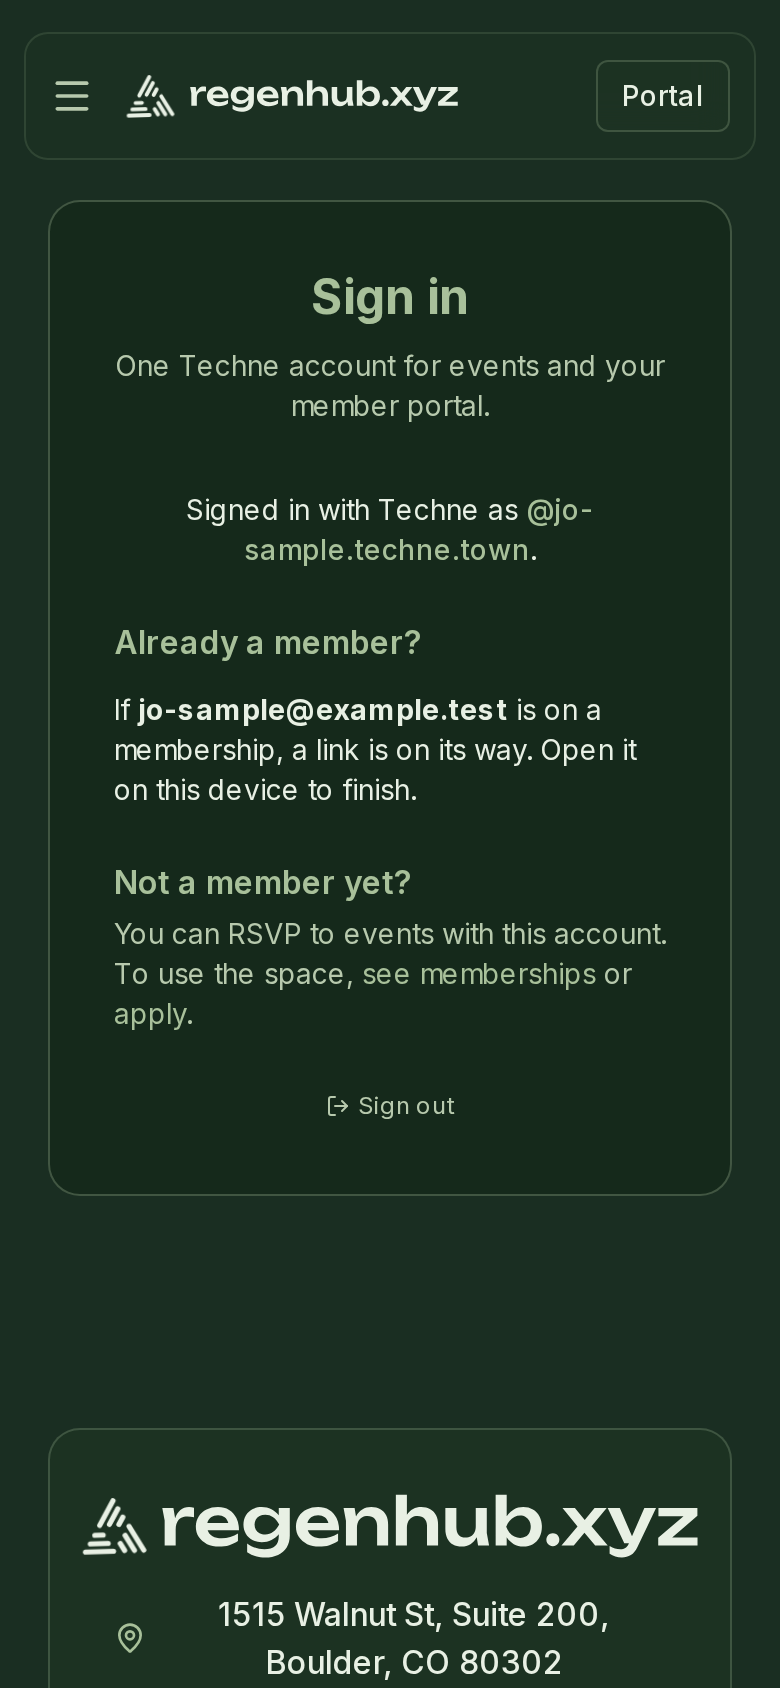 regenhub.xyz
Portal
Sign in
One Techne account for events and your
member portal.
Signed in with Techne as @jo-
sample.techne.town.
Already a member?
If jo-sample@example.test is on a
membership, a link is on its way. Open it
on this device to finish.
Not a member yet?
You can RSVP to events with this account.
To use the space, see memberships or
apply.
Sign out
regenhub.xyz
1515 Walnut St, Suite 200,
Boulder, CO 80302